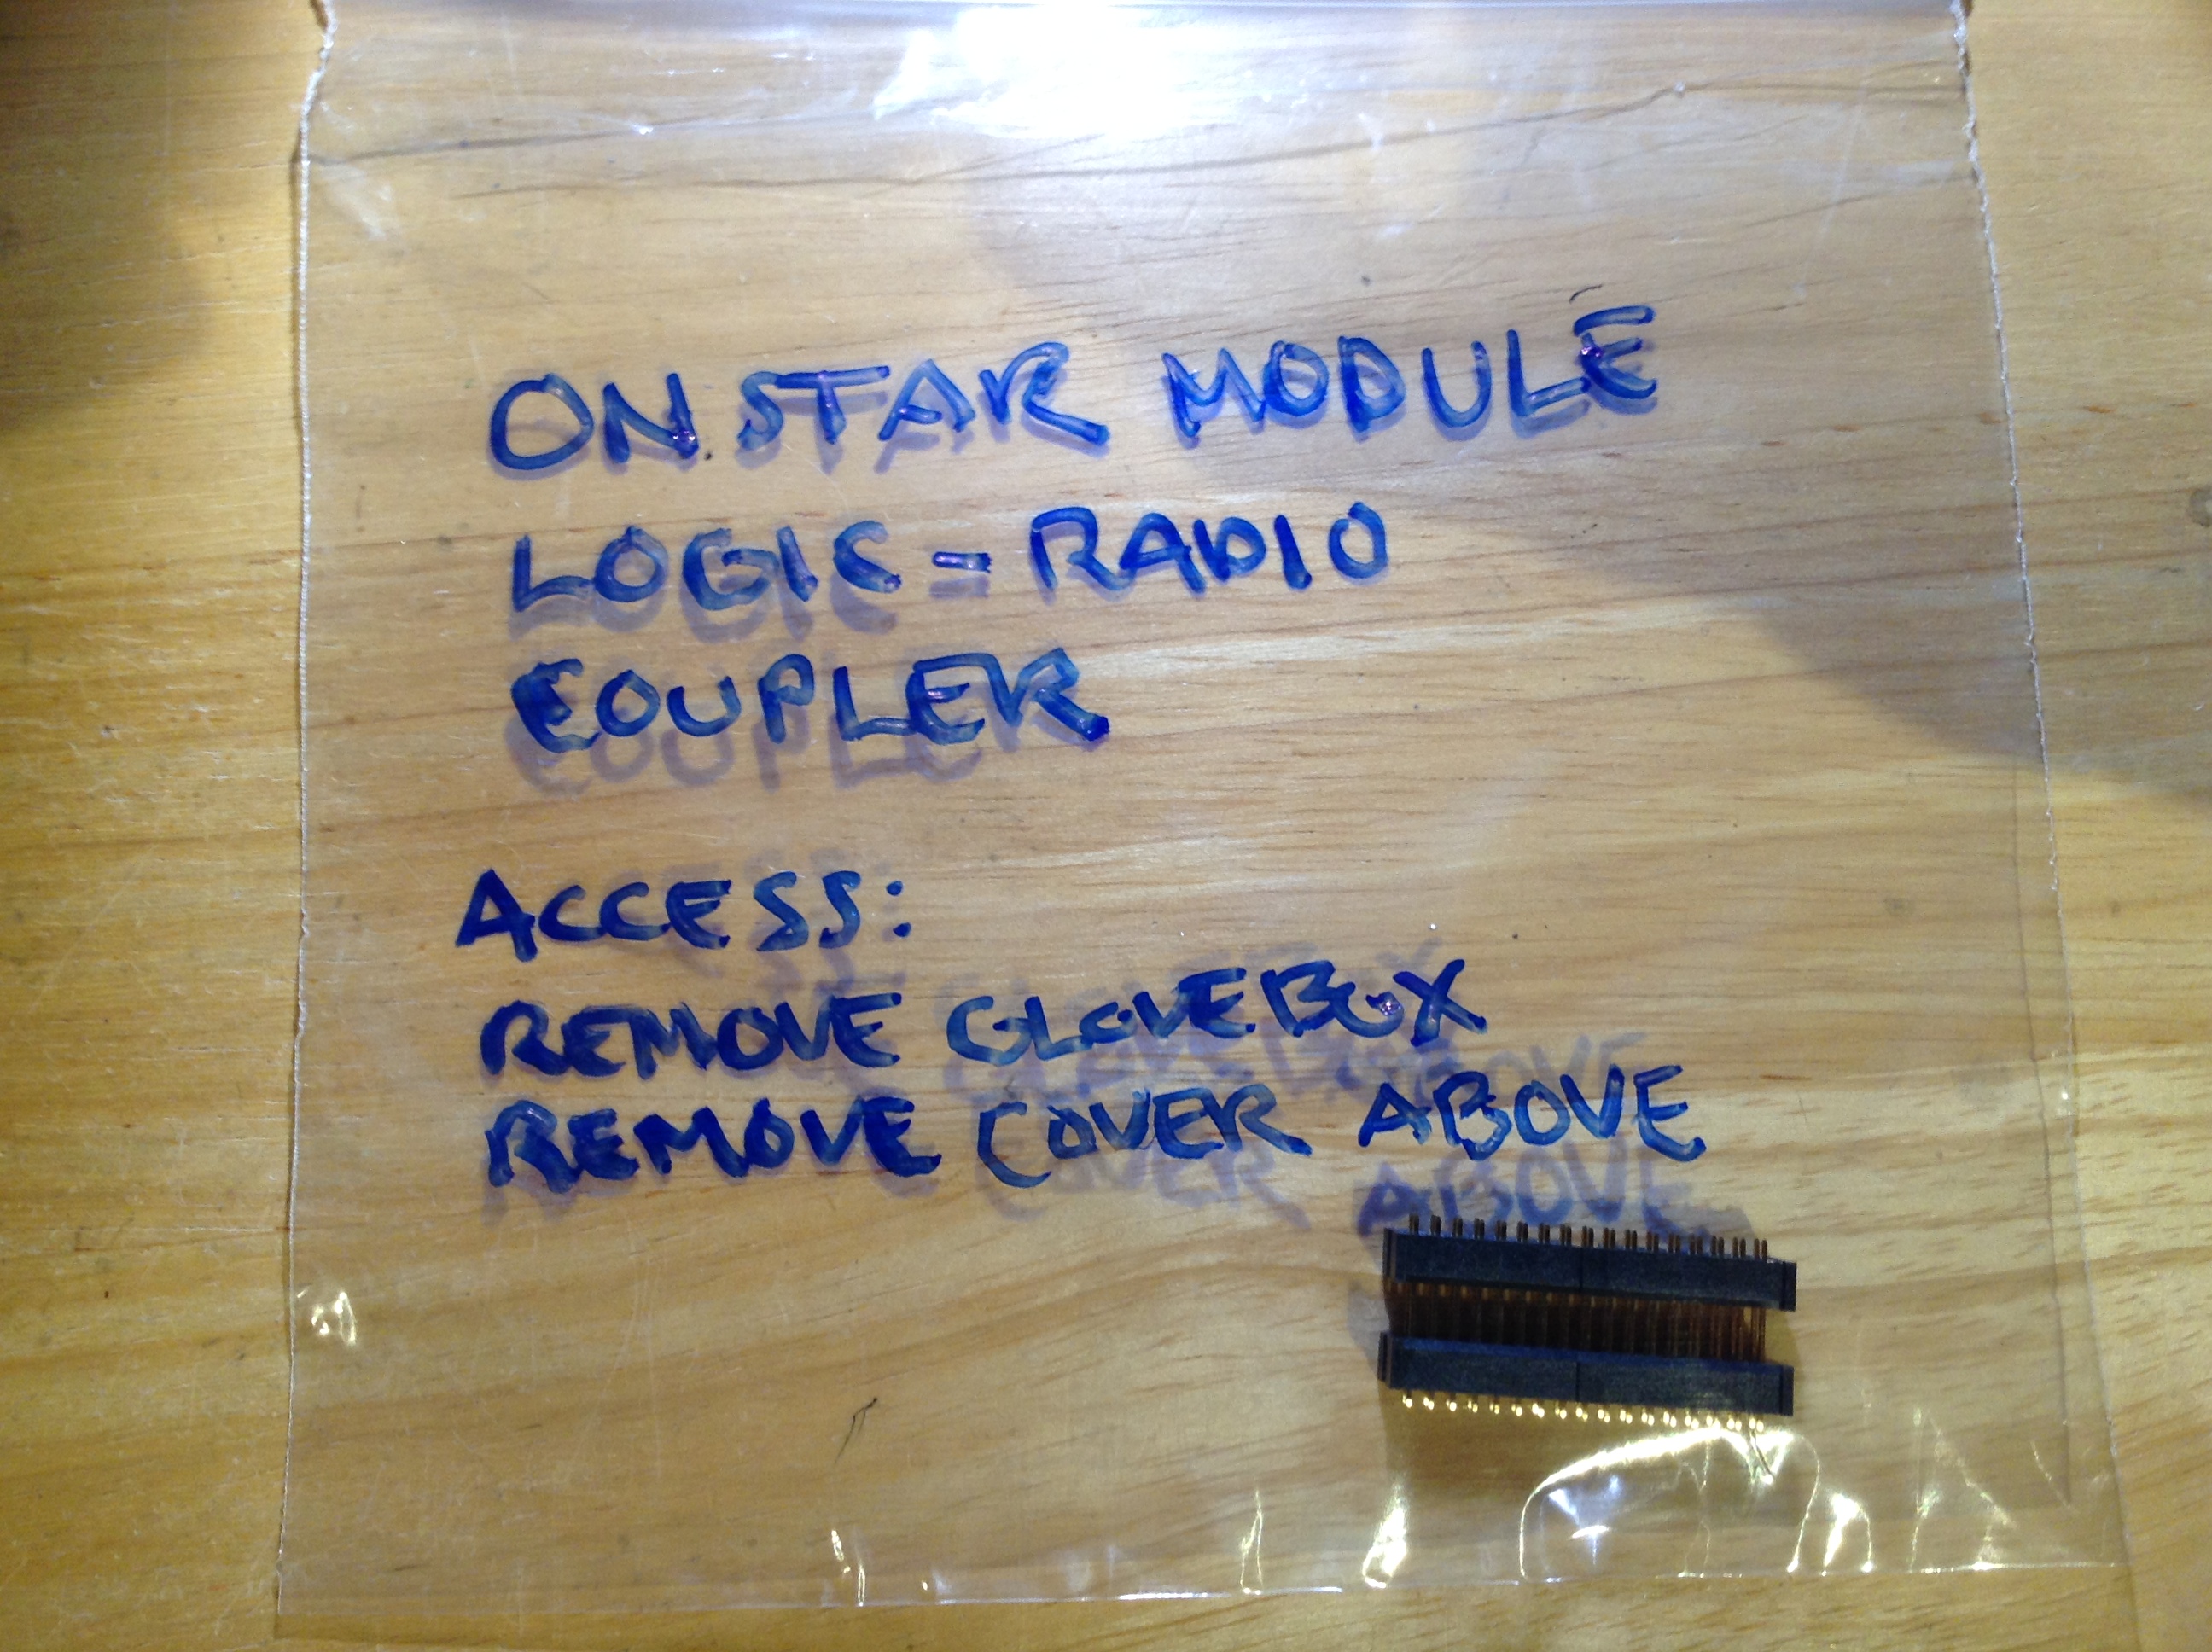 ON STAR MODULE
LOGIC - RADIO
COUPLER
ACCESS:
REMOVE GLOVEBOX
REMOVE COVER ABOVE